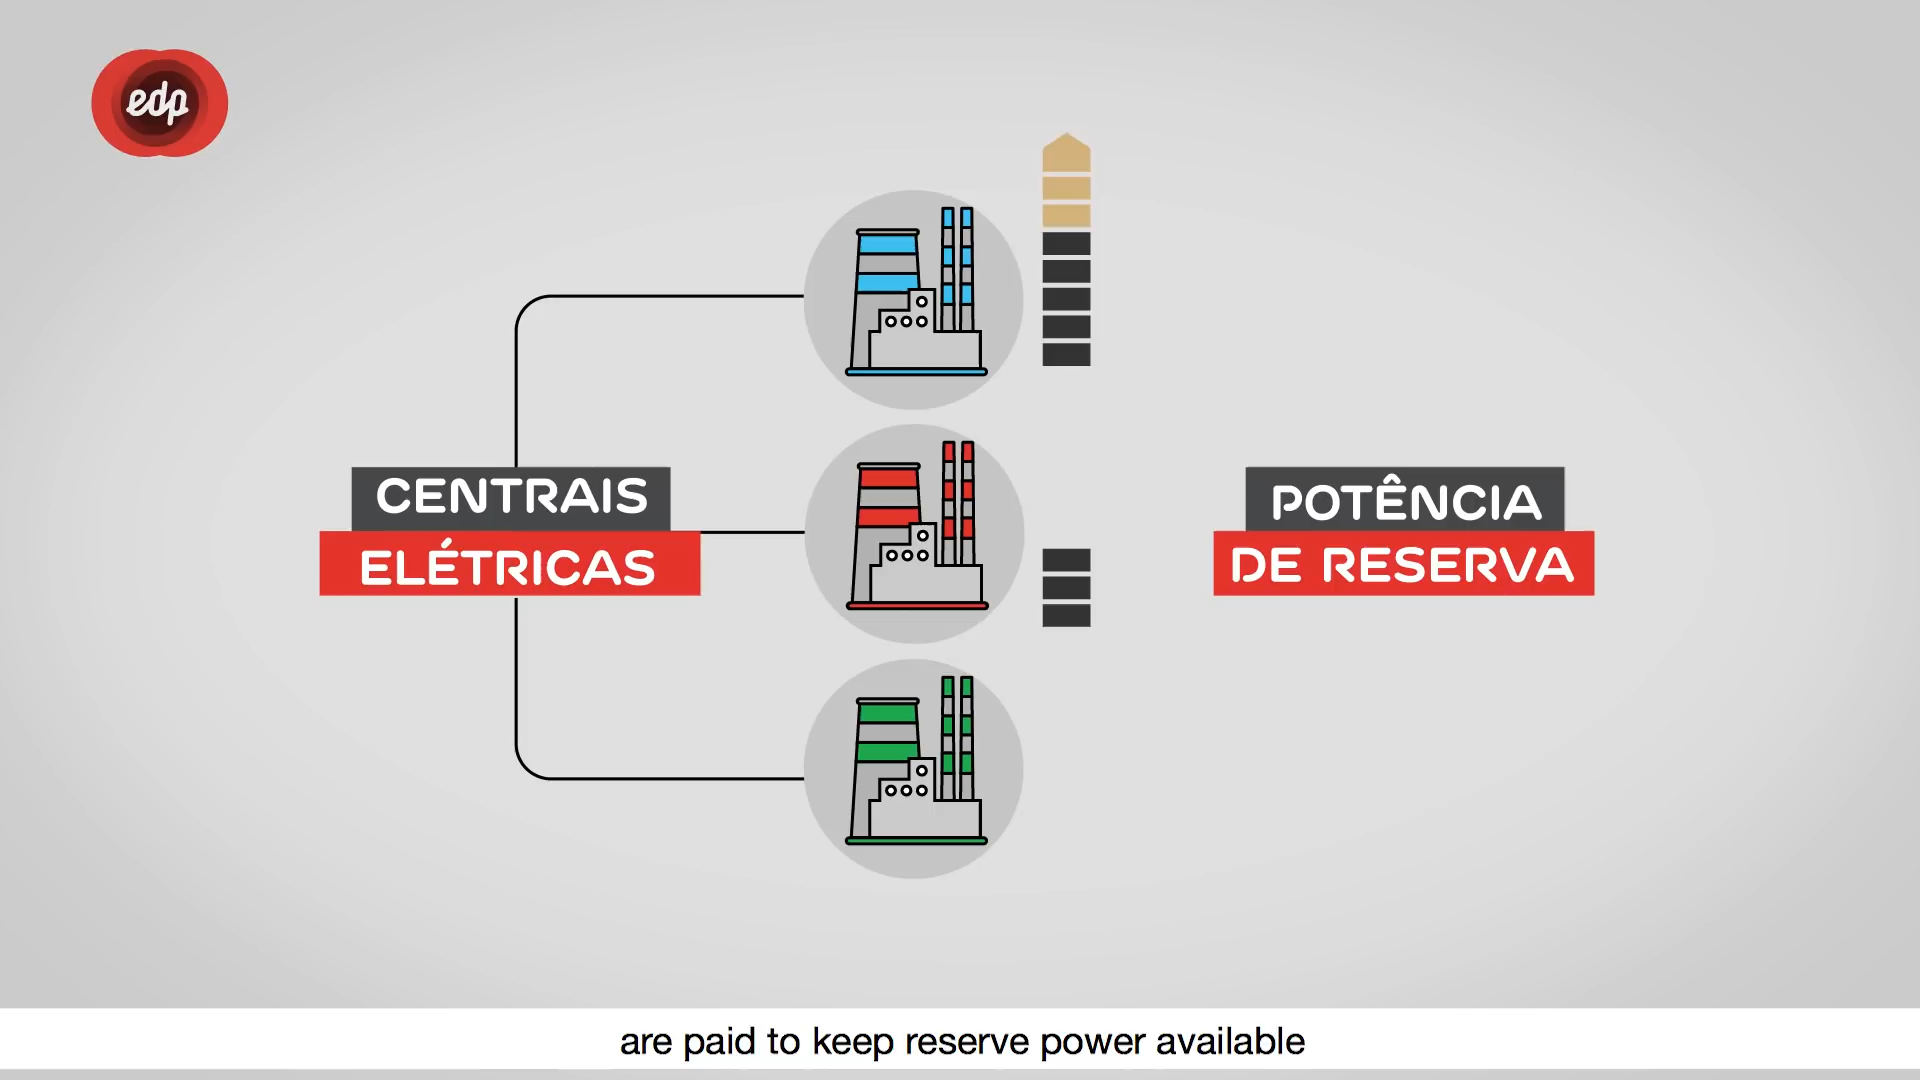 edp
CENTRAIS
ELÉTRICAS
POTÊNCIA
DE RESERVA
are paid to keep reserve power available